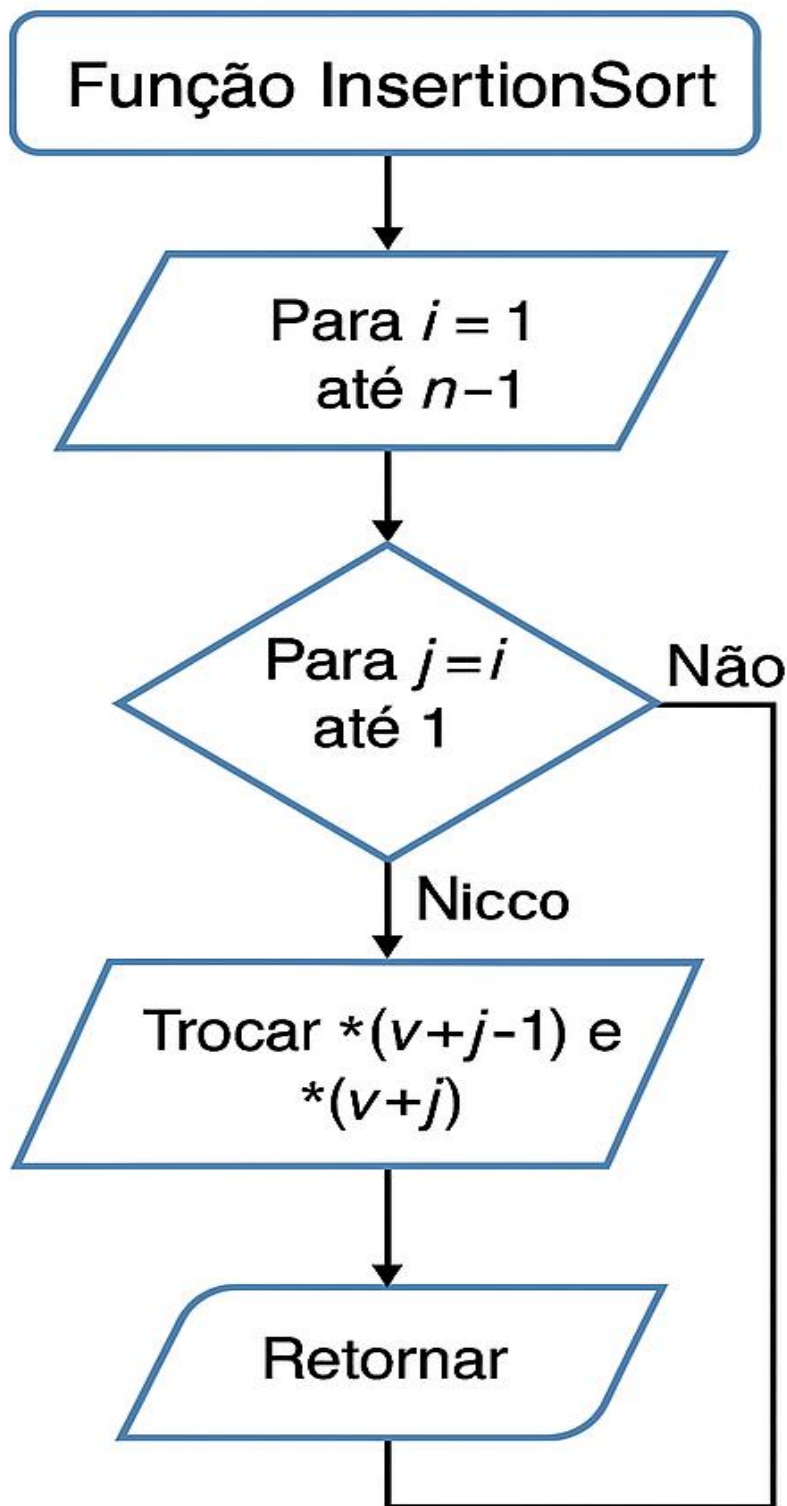 Função InsertionSort
Para i = 1
até n–1
Para j = i
até 1
Não
Nicco
Trocar *(v+j-1) e
*(v+j)
Retornar